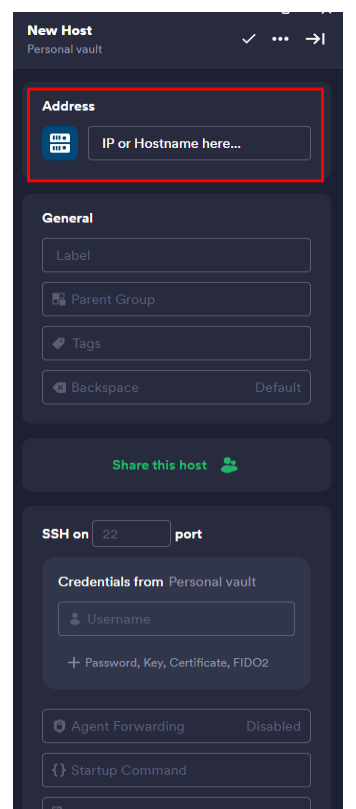 New Host
Personal vault
Address
IP or Hostname here...
General
Label
Parent Group
Tags
Backspace Default
Share this host
SSH on 22 port
Credentials from Personal vault
Username
+ Password, Key, Certificate, FIDO2
Agent Forwarding Disabled
{} Startup Command